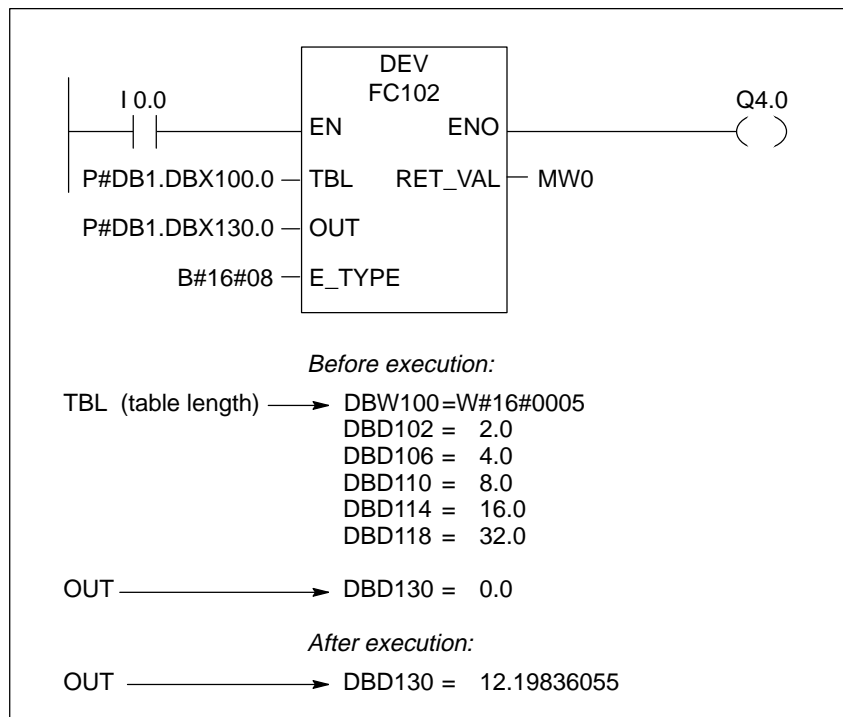 DEV
FC102
I 0.0
Q4.0
EN ENO
P#DB1.DBX100.0 TBL RET_VAL MW0
P#DB1.DBX130.0 OUT
B#16#08 E_TYPE
Before execution:
TBL (table length) DBW100=W#16#0005
DBD102 = 2.0
DBD106 = 4.0
DBD110 = 8.0
DBD114 = 16.0
DBD118 = 32.0
OUT DBD130 = 0.0
After execution:
OUT DBD130 = 12.19836055